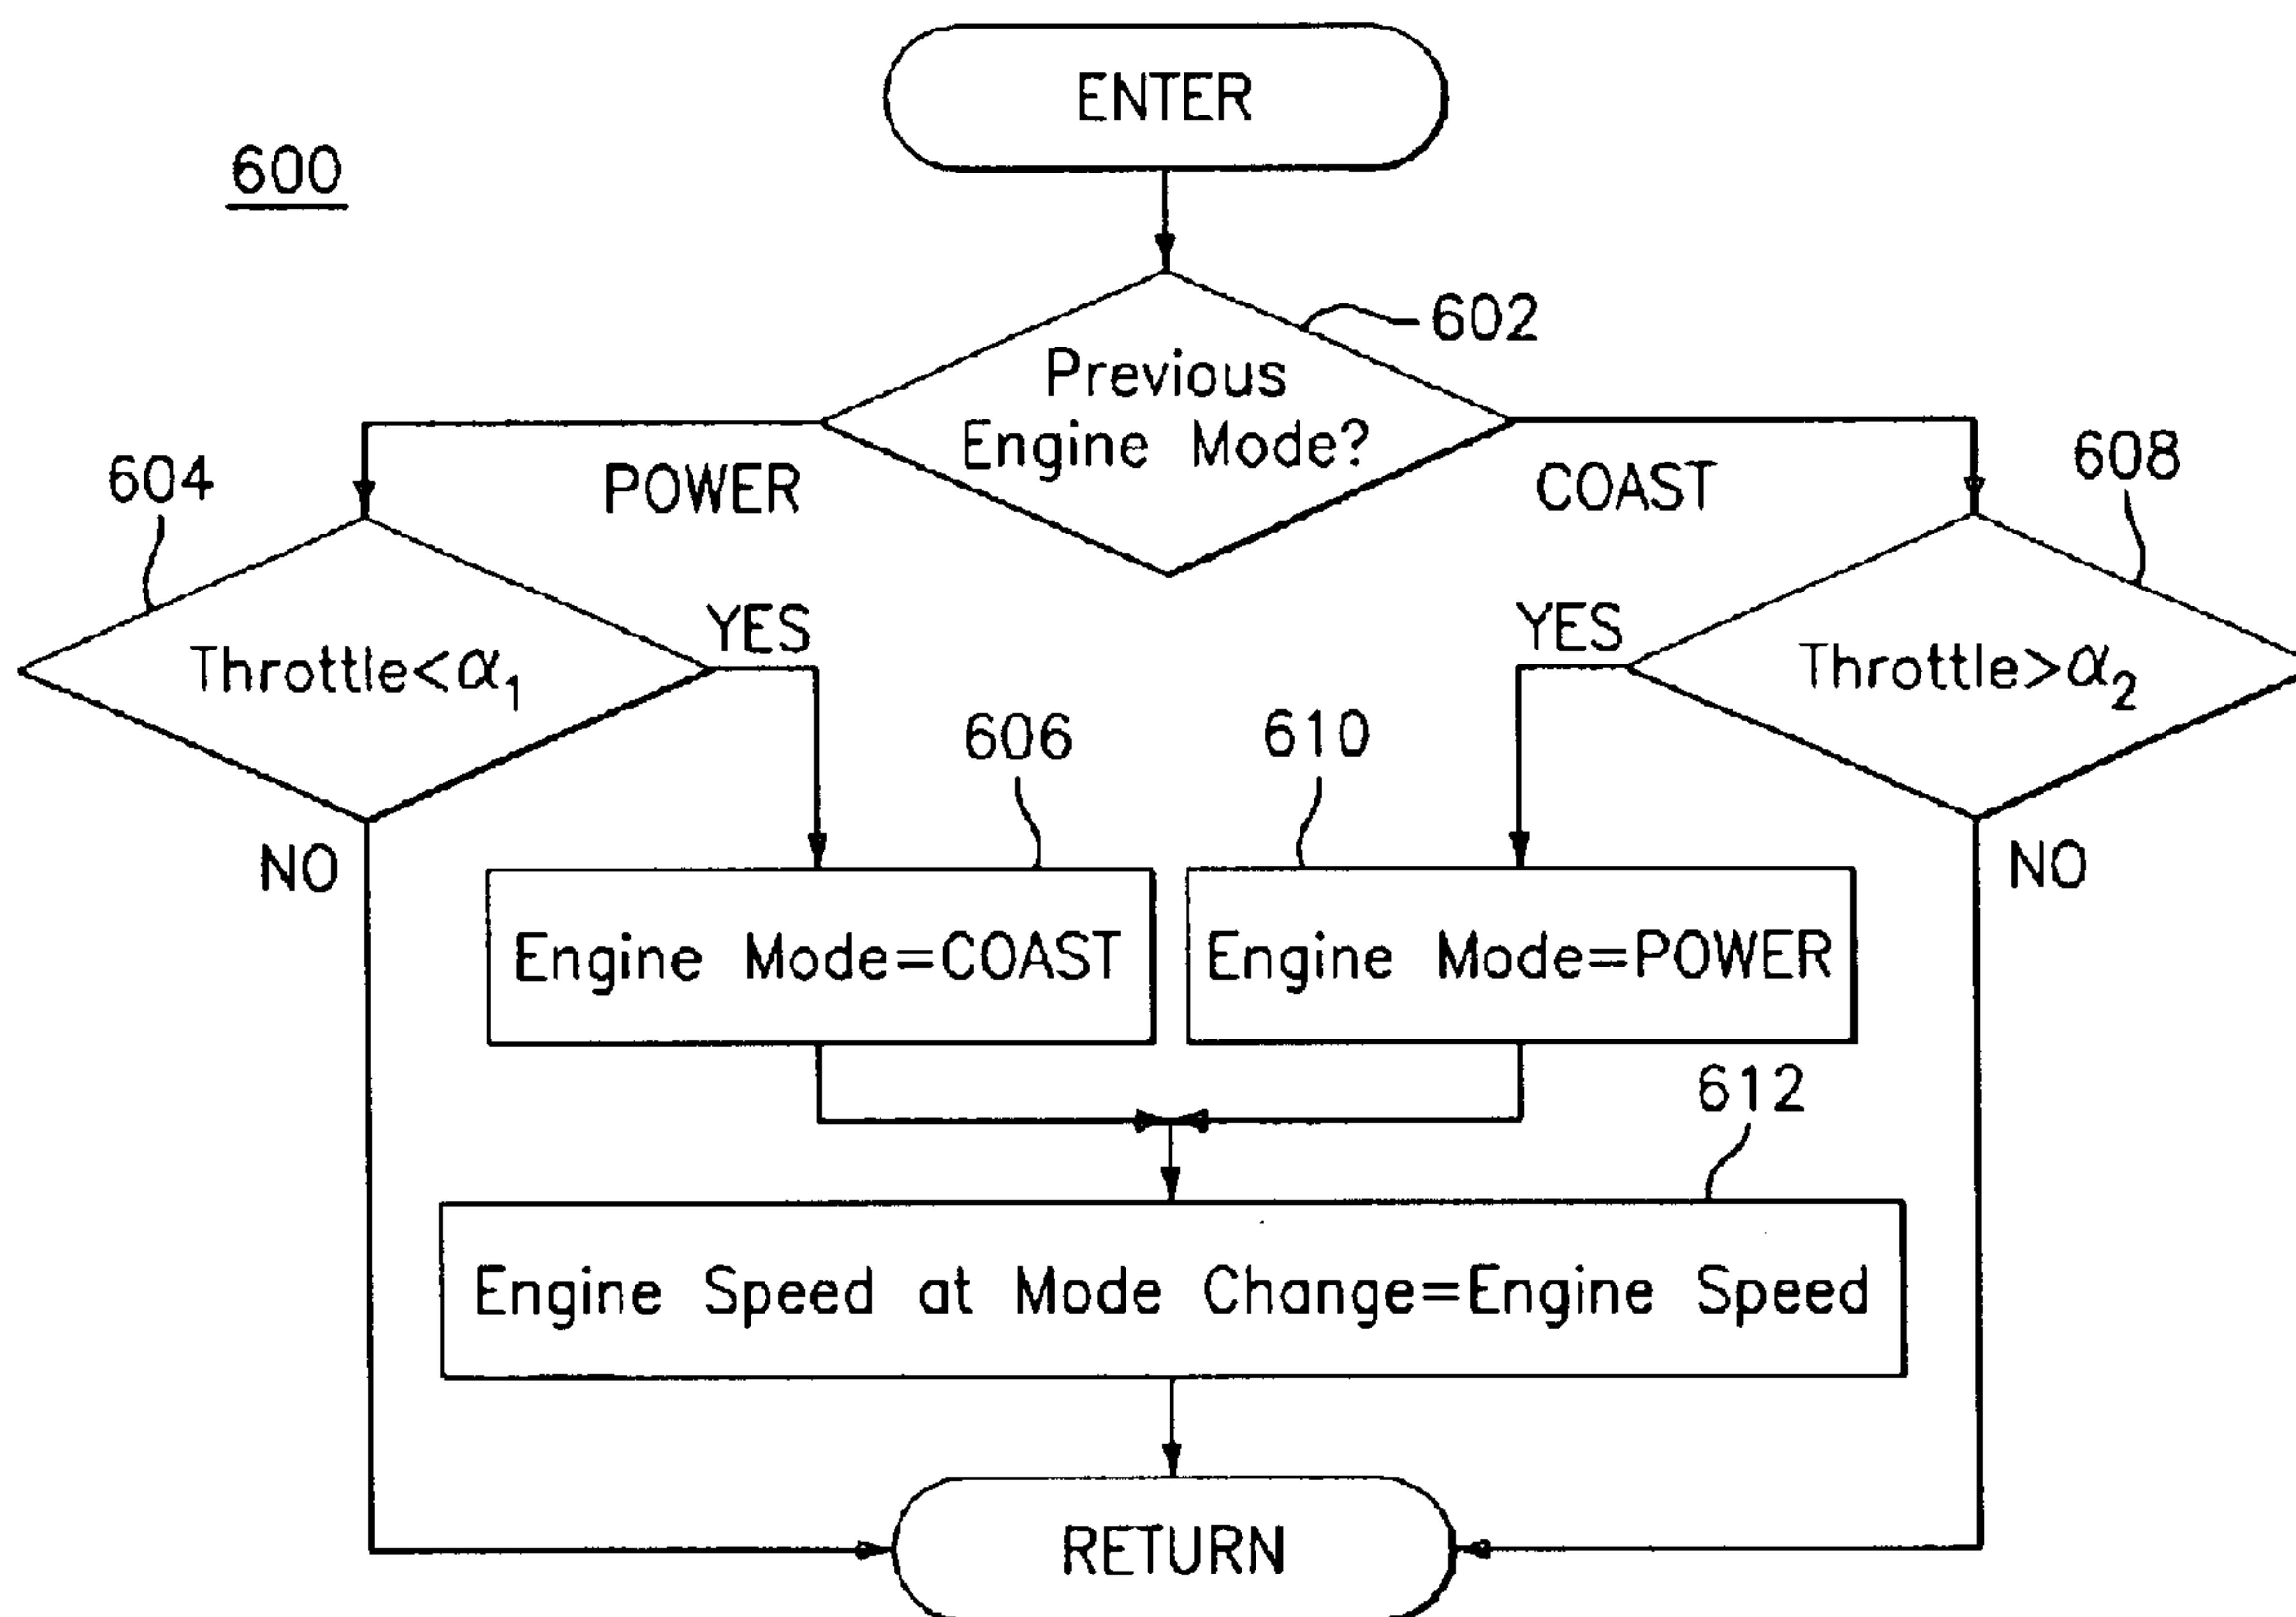 ENTER
600
602
Previous
Engine Mode?
POWER
COAST
604
608
Throttle<α₁
YES
YES
Throttle>α₂
606
610
NO
NO
Engine Mode=COAST
Engine Mode=POWER
612
Engine Speed at Mode Change=Engine Speed
RETURN